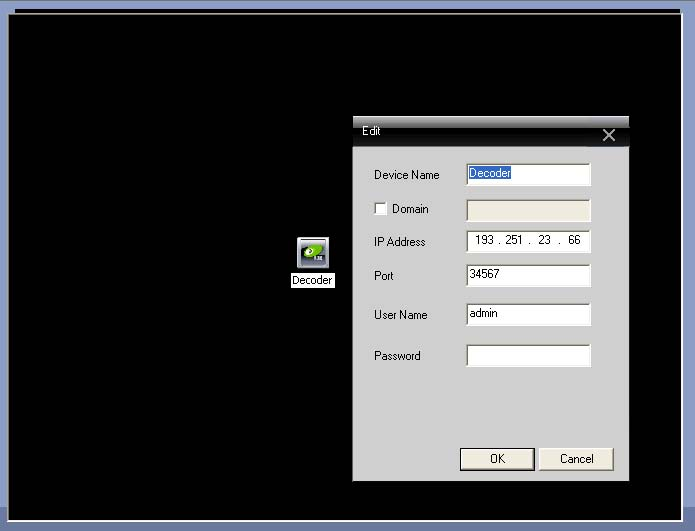 Edit
Device Name Decoder
Domain
IP Address 193 . 251 . 23 . 66
Port 34567
User Name admin
Password
Decoder
OK Cancel